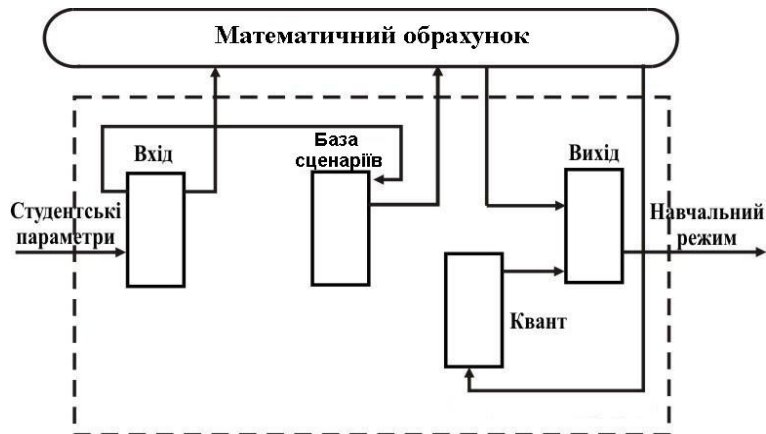 Математичний обрахунок
База
сценаріїв
Вхід
Вихід
Студентські
параметри
Навчальний
режим
Квант